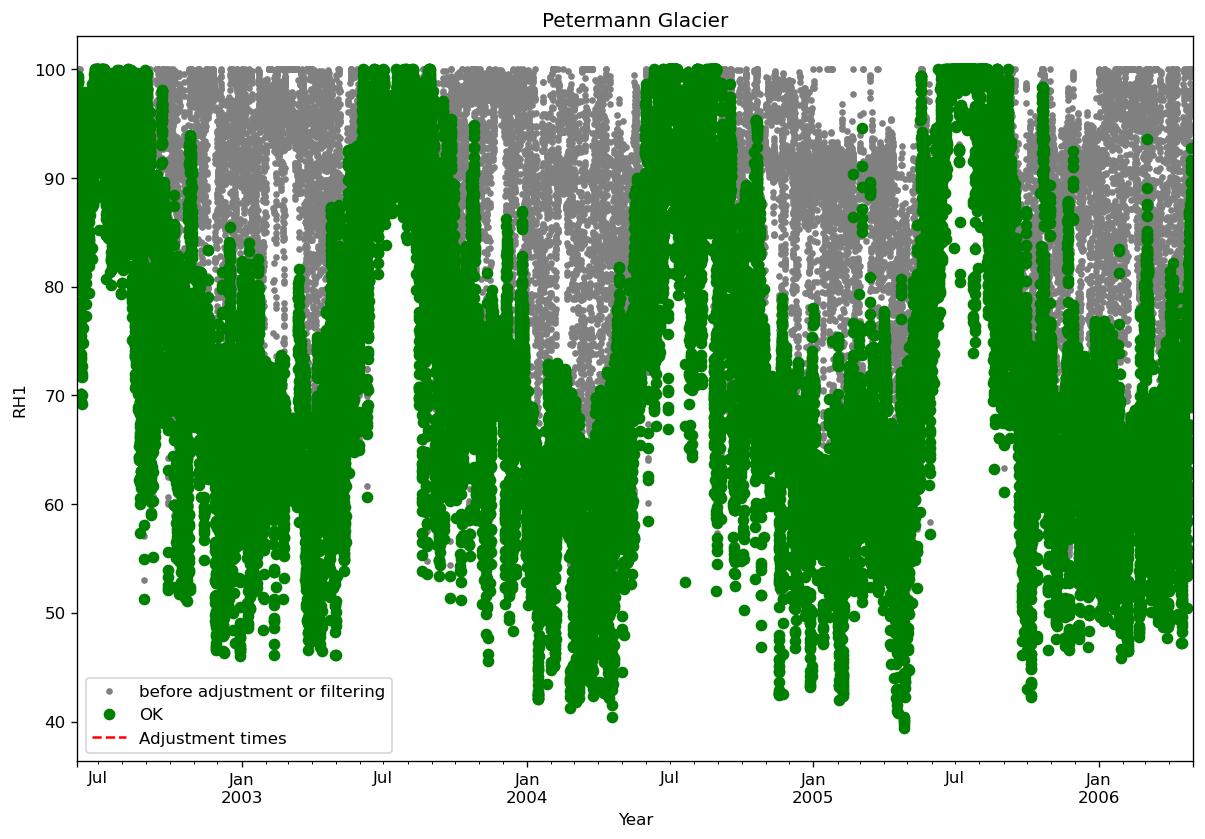 Petermann Glacier
100
90
80
70
60
50
40
RH1
before adjustment or filtering
OK
Adjustment times
Jul
Jan
2003
Jul
Jan
2004
Jul
Jan
2005
Jul
Jan
2006
Year